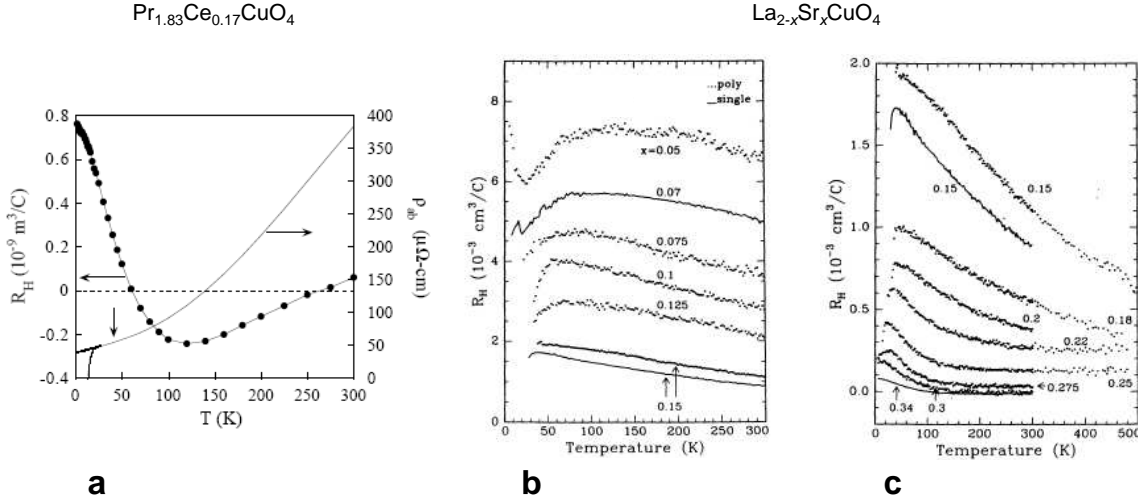 Pr1.83Ce0.17CuO4
La2-xSrxCuO4
0.8
0.6
0.4
0.2
0
-0.2
-0.4
RH (10-9 m3/C)
400
350
300
250
200
150
100
50
0
ρab (μΩ-cm)
0 50 100 150 200 250 300
T (K)
a
poly
single
8
6
4
2
0
RH (10-3 cm3/C)
x=0.05
0.07
0.075
0.1
0.125
0.15
0 50 100 150 200 250 300
Temperature (K)
b
2.0
1.5
1.0
0.5
0.0
RH (10-3 cm3/C)
0.15
0.15
0.18
0.2
0.22
0.25
0.275
0.34
0.3
0 100 200 300 400 500
Temperature (K)
c